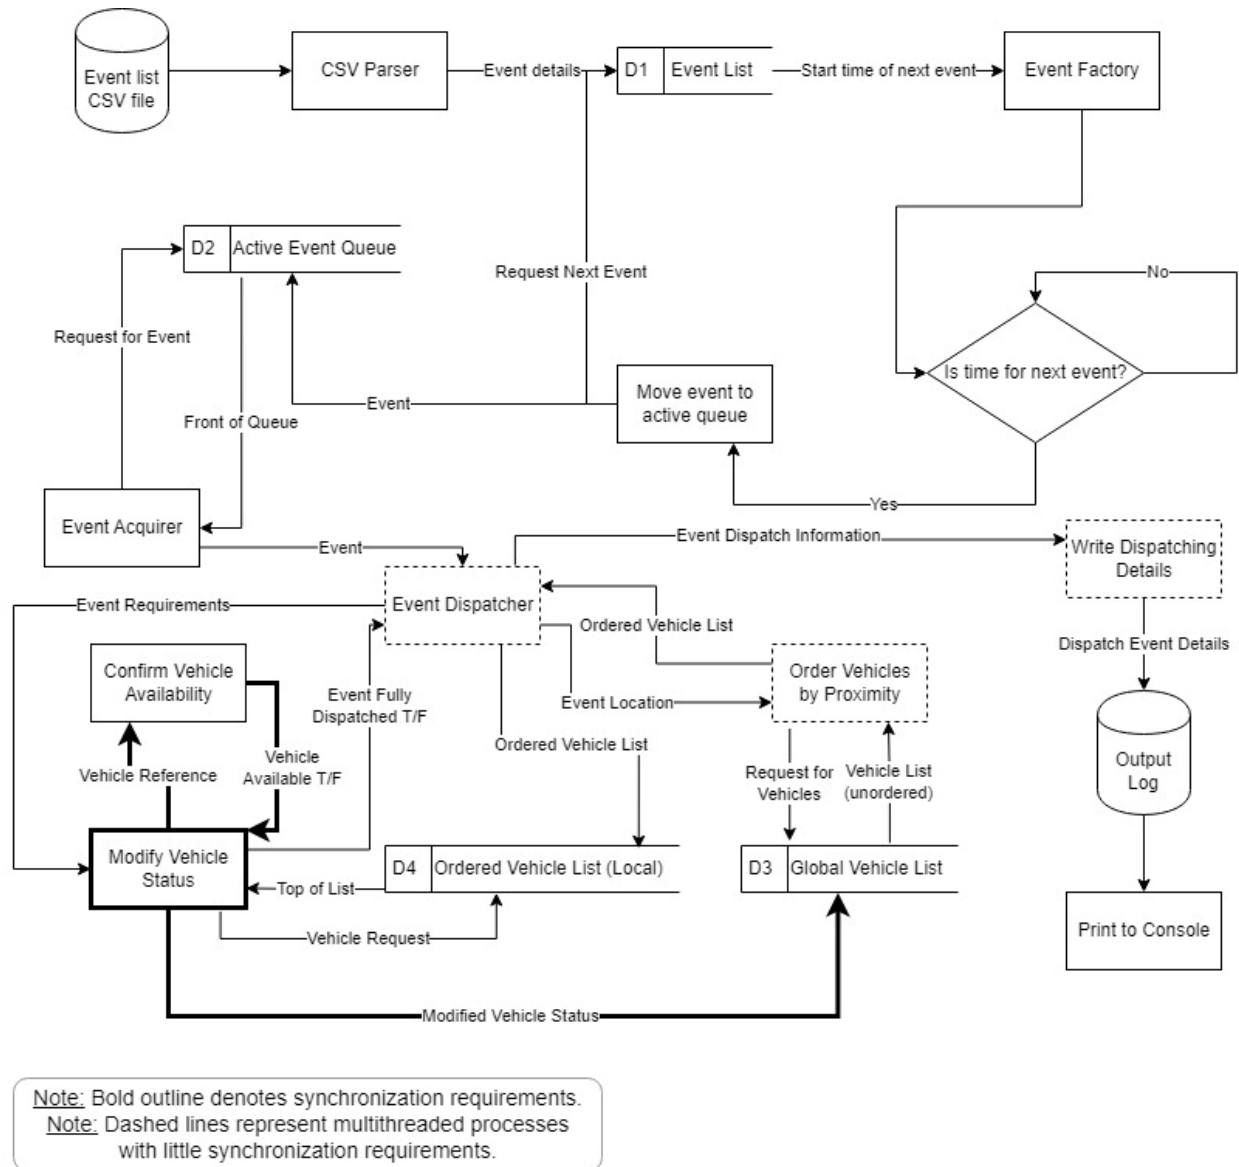 Event list
CSV file
CSV Parser
Event details
D1
Event List
Start time of next event
Event Factory
D2
Active Event Queue
Request Next Event
No
Request for Event
Is time for next event?
Move event to
active queue
Event
Front of Queue
Yes
Event Acquirer
Event
Event Dispatch Information
Write Dispatching
Details
Event Requirements
Event Dispatcher
Ordered Vehicle List
Dispatch Event Details
Confirm Vehicle
Availability
Event Fully
Dispatched T/F
Order Vehicles
by Proximity
Event Location
Ordered Vehicle List
Vehicle Reference
Vehicle
Available T/F
Request for
Vehicles
Vehicle List
(unordered)
Output
Log
Modify Vehicle
Status
Top of List
D4
Ordered Vehicle List (Local)
D3
Global Vehicle List
Vehicle Request
Print to Console
Modified Vehicle Status
Note: Bold outline denotes synchronization requirements.
Note: Dashed lines represent multithreaded processes
with little synchronization requirements.